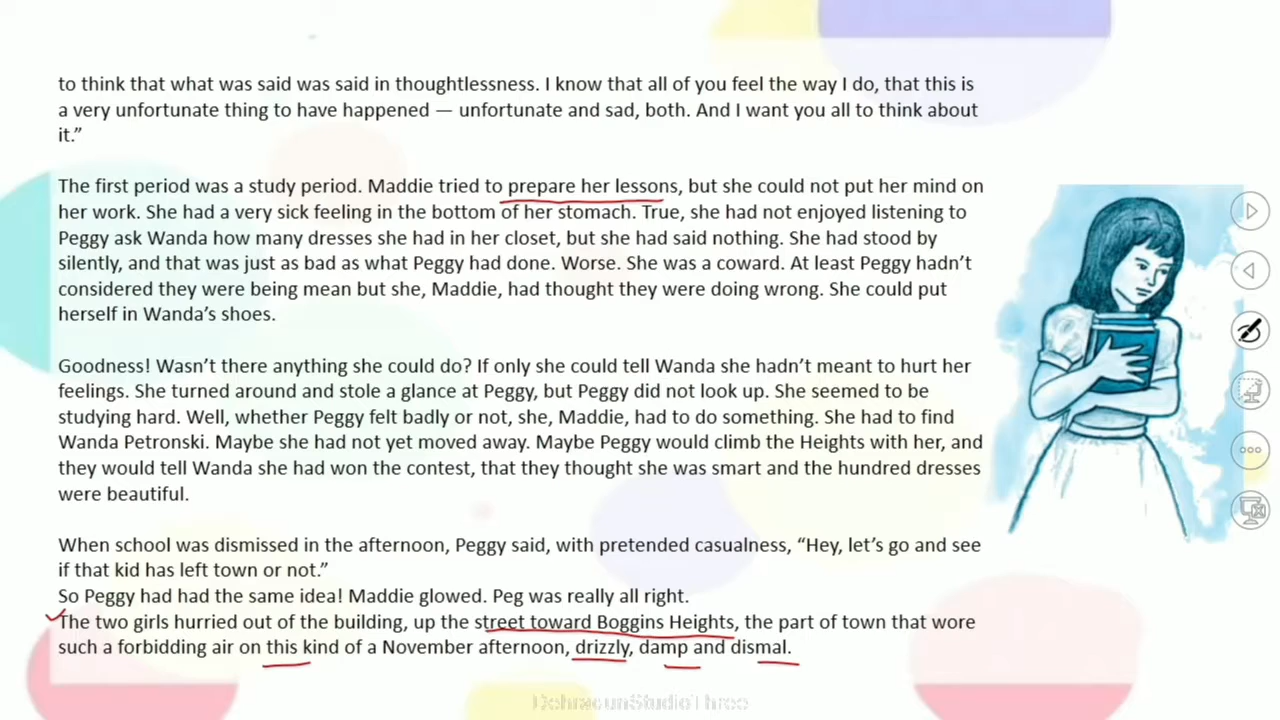 to think that what was said was said in thoughtlessness. I know that all of you feel the way I do, that this is
a very unfortunate thing to have happened — unfortunate and sad, both. And I want you all to think about
it.”
The first period was a study period. Maddie tried to prepare her lessons, but she could not put her mind on
her work. She had a very sick feeling in the bottom of her stomach. True, she had not enjoyed listening to
Peggy ask Wanda how many dresses she had in her closet, but she had said nothing. She had stood by
silently, and that was just as bad as what Peggy had done. Worse. She was a coward. At least Peggy hadn’t
considered they were being mean but she, Maddie, had thought they were doing wrong. She could put
herself in Wanda’s shoes.
Goodness! Wasn’t there anything she could do? If only she could tell Wanda she hadn’t meant to hurt her
feelings. She turned around and stole a glance at Peggy, but Peggy did not look up. She seemed to be
studying hard. Well, whether Peggy felt badly or not, she, Maddie, had to do something. She had to find
Wanda Petronski. Maybe she had not yet moved away. Maybe Peggy would climb the Heights with her, and
they would tell Wanda she had won the contest, that they thought she was smart and the hundred dresses
were beautiful.
When school was dismissed in the afternoon, Peggy said, with pretended casualness, “Hey, let’s go and see
if that kid has left town or not.”
So Peggy had had the same idea! Maddie glowed. Peg was really all right.
The two girls hurried out of the building, up the street toward Boggins Heights, the part of town that wore
such a forbidding air on this kind of a November afternoon, drizzly, damp and dismal.
DehradunStudioThree